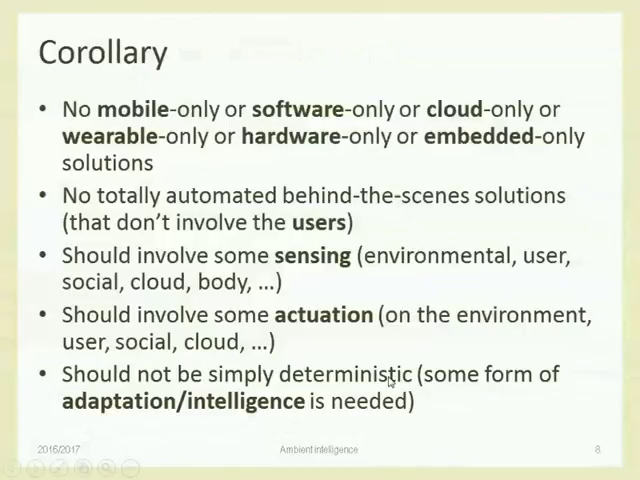 Corollary
• No mobile-only or software-only or cloud-only or
wearable-only or hardware-only or embedded-only
solutions
• No totally automated behind-the-scenes solutions
(that don't involve the users)
• Should involve some sensing (environmental, user,
social, cloud, body, ...)
• Should involve some actuation (on the environment,
user, social, cloud, ...)
• Should not be simply deterministic (some form of
adaptation/intelligence is needed)
2016/2017
Ambient intelligence
8